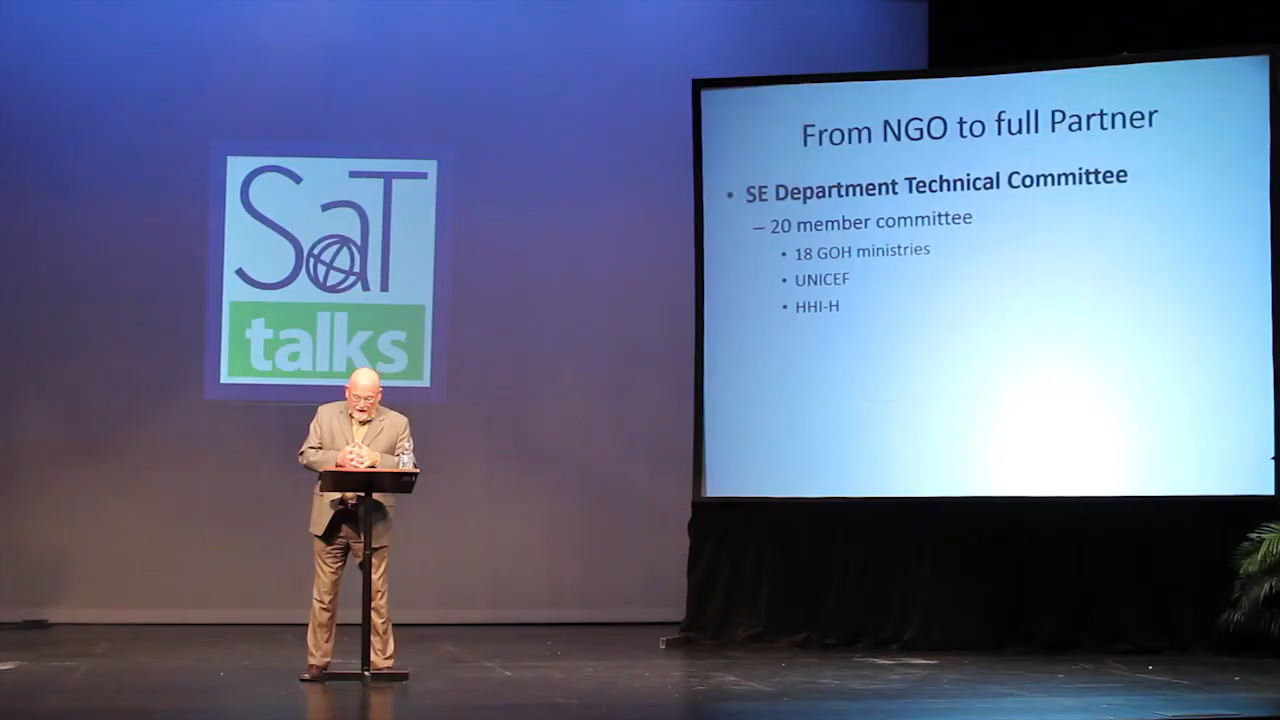 SaT
talks
From NGO to full Partner
• SE Department Technical Committee
– 20 member committee
• 18 GOH ministries
• UNICEF
• HHI-H